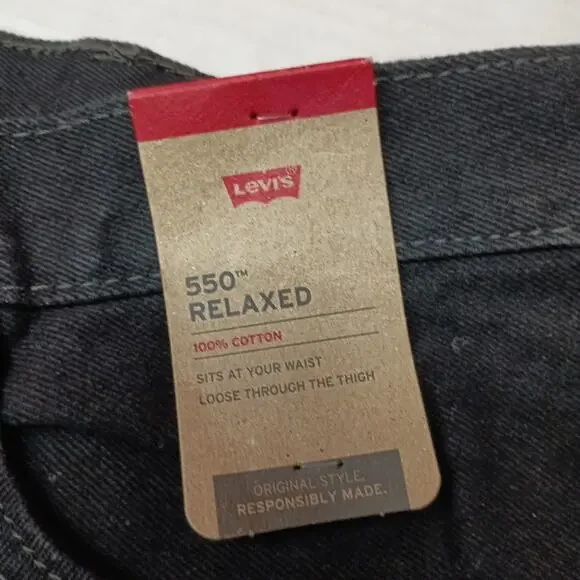 Levi's®
550™
RELAXED
100% COTTON
SITS AT YOUR WAIST
LOOSE THROUGH THE THIGH
ORIGINAL STYLE.
RESPONSIBLY MADE.